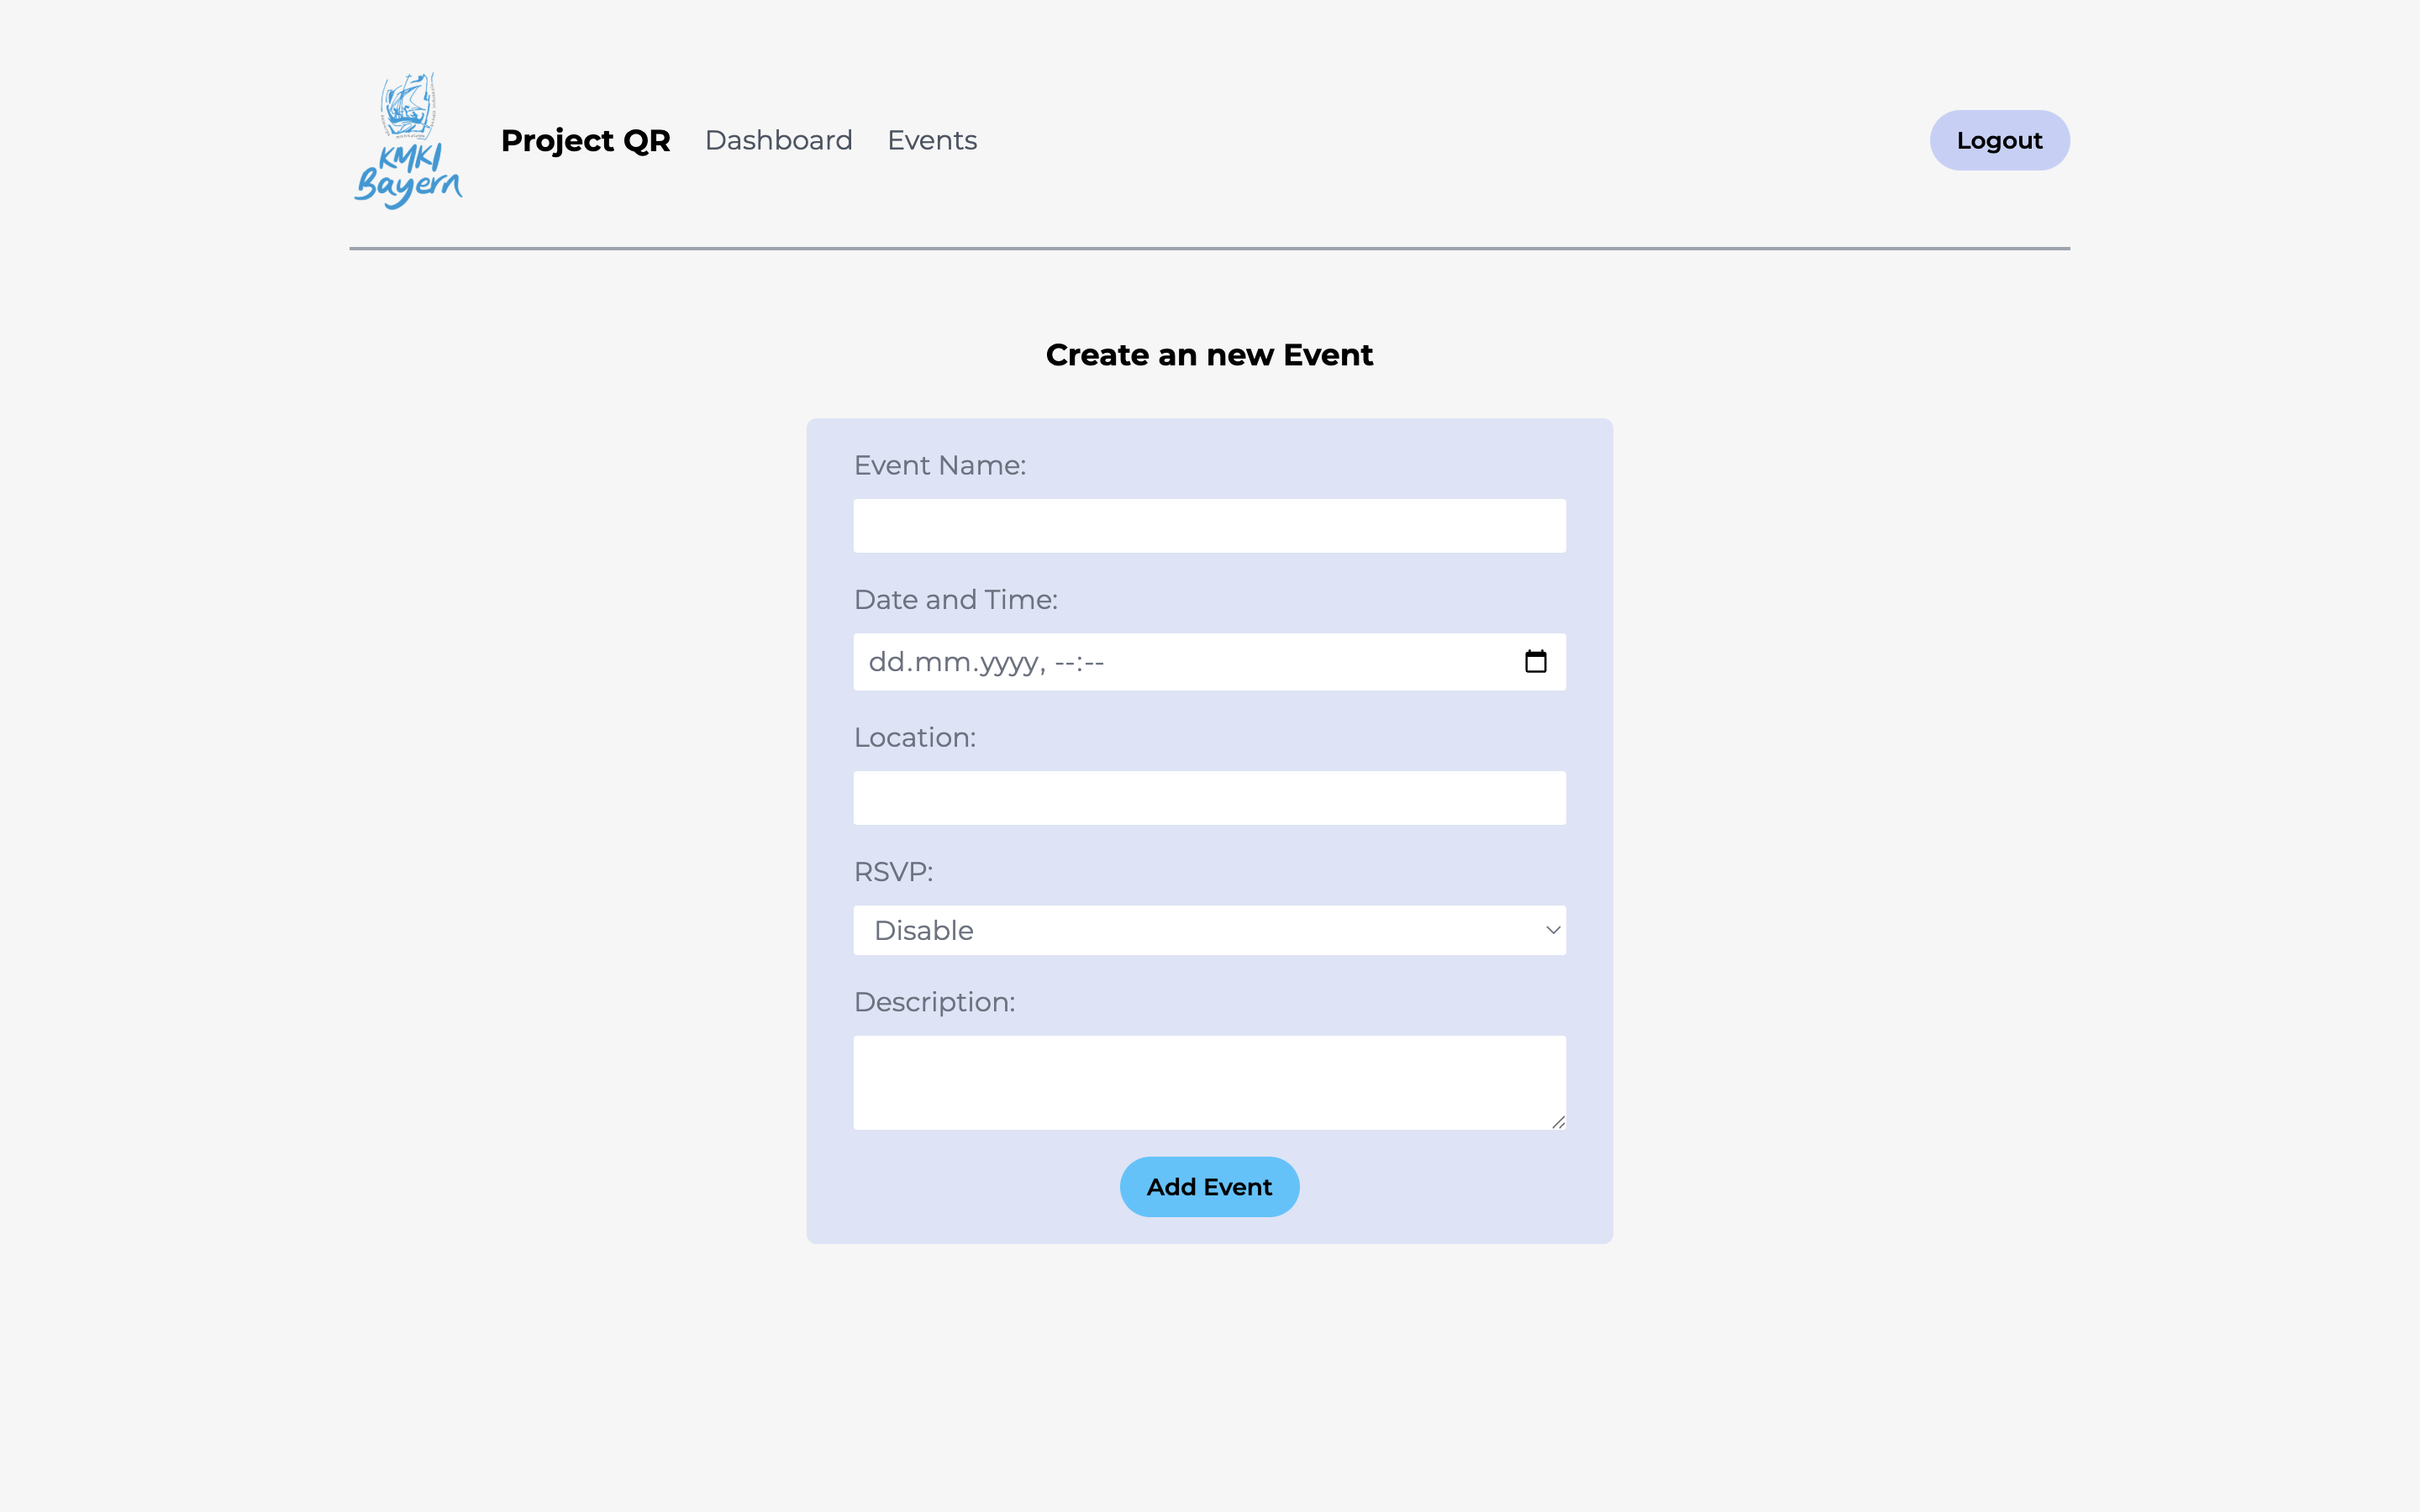 KMKI
Bayern
Project QR
Dashboard
Events
Logout
Create an new Event
Event Name:
Date and Time:
dd.mm.yyyy, --:--
Location:
RSVP:
Disable
Description:
Add Event